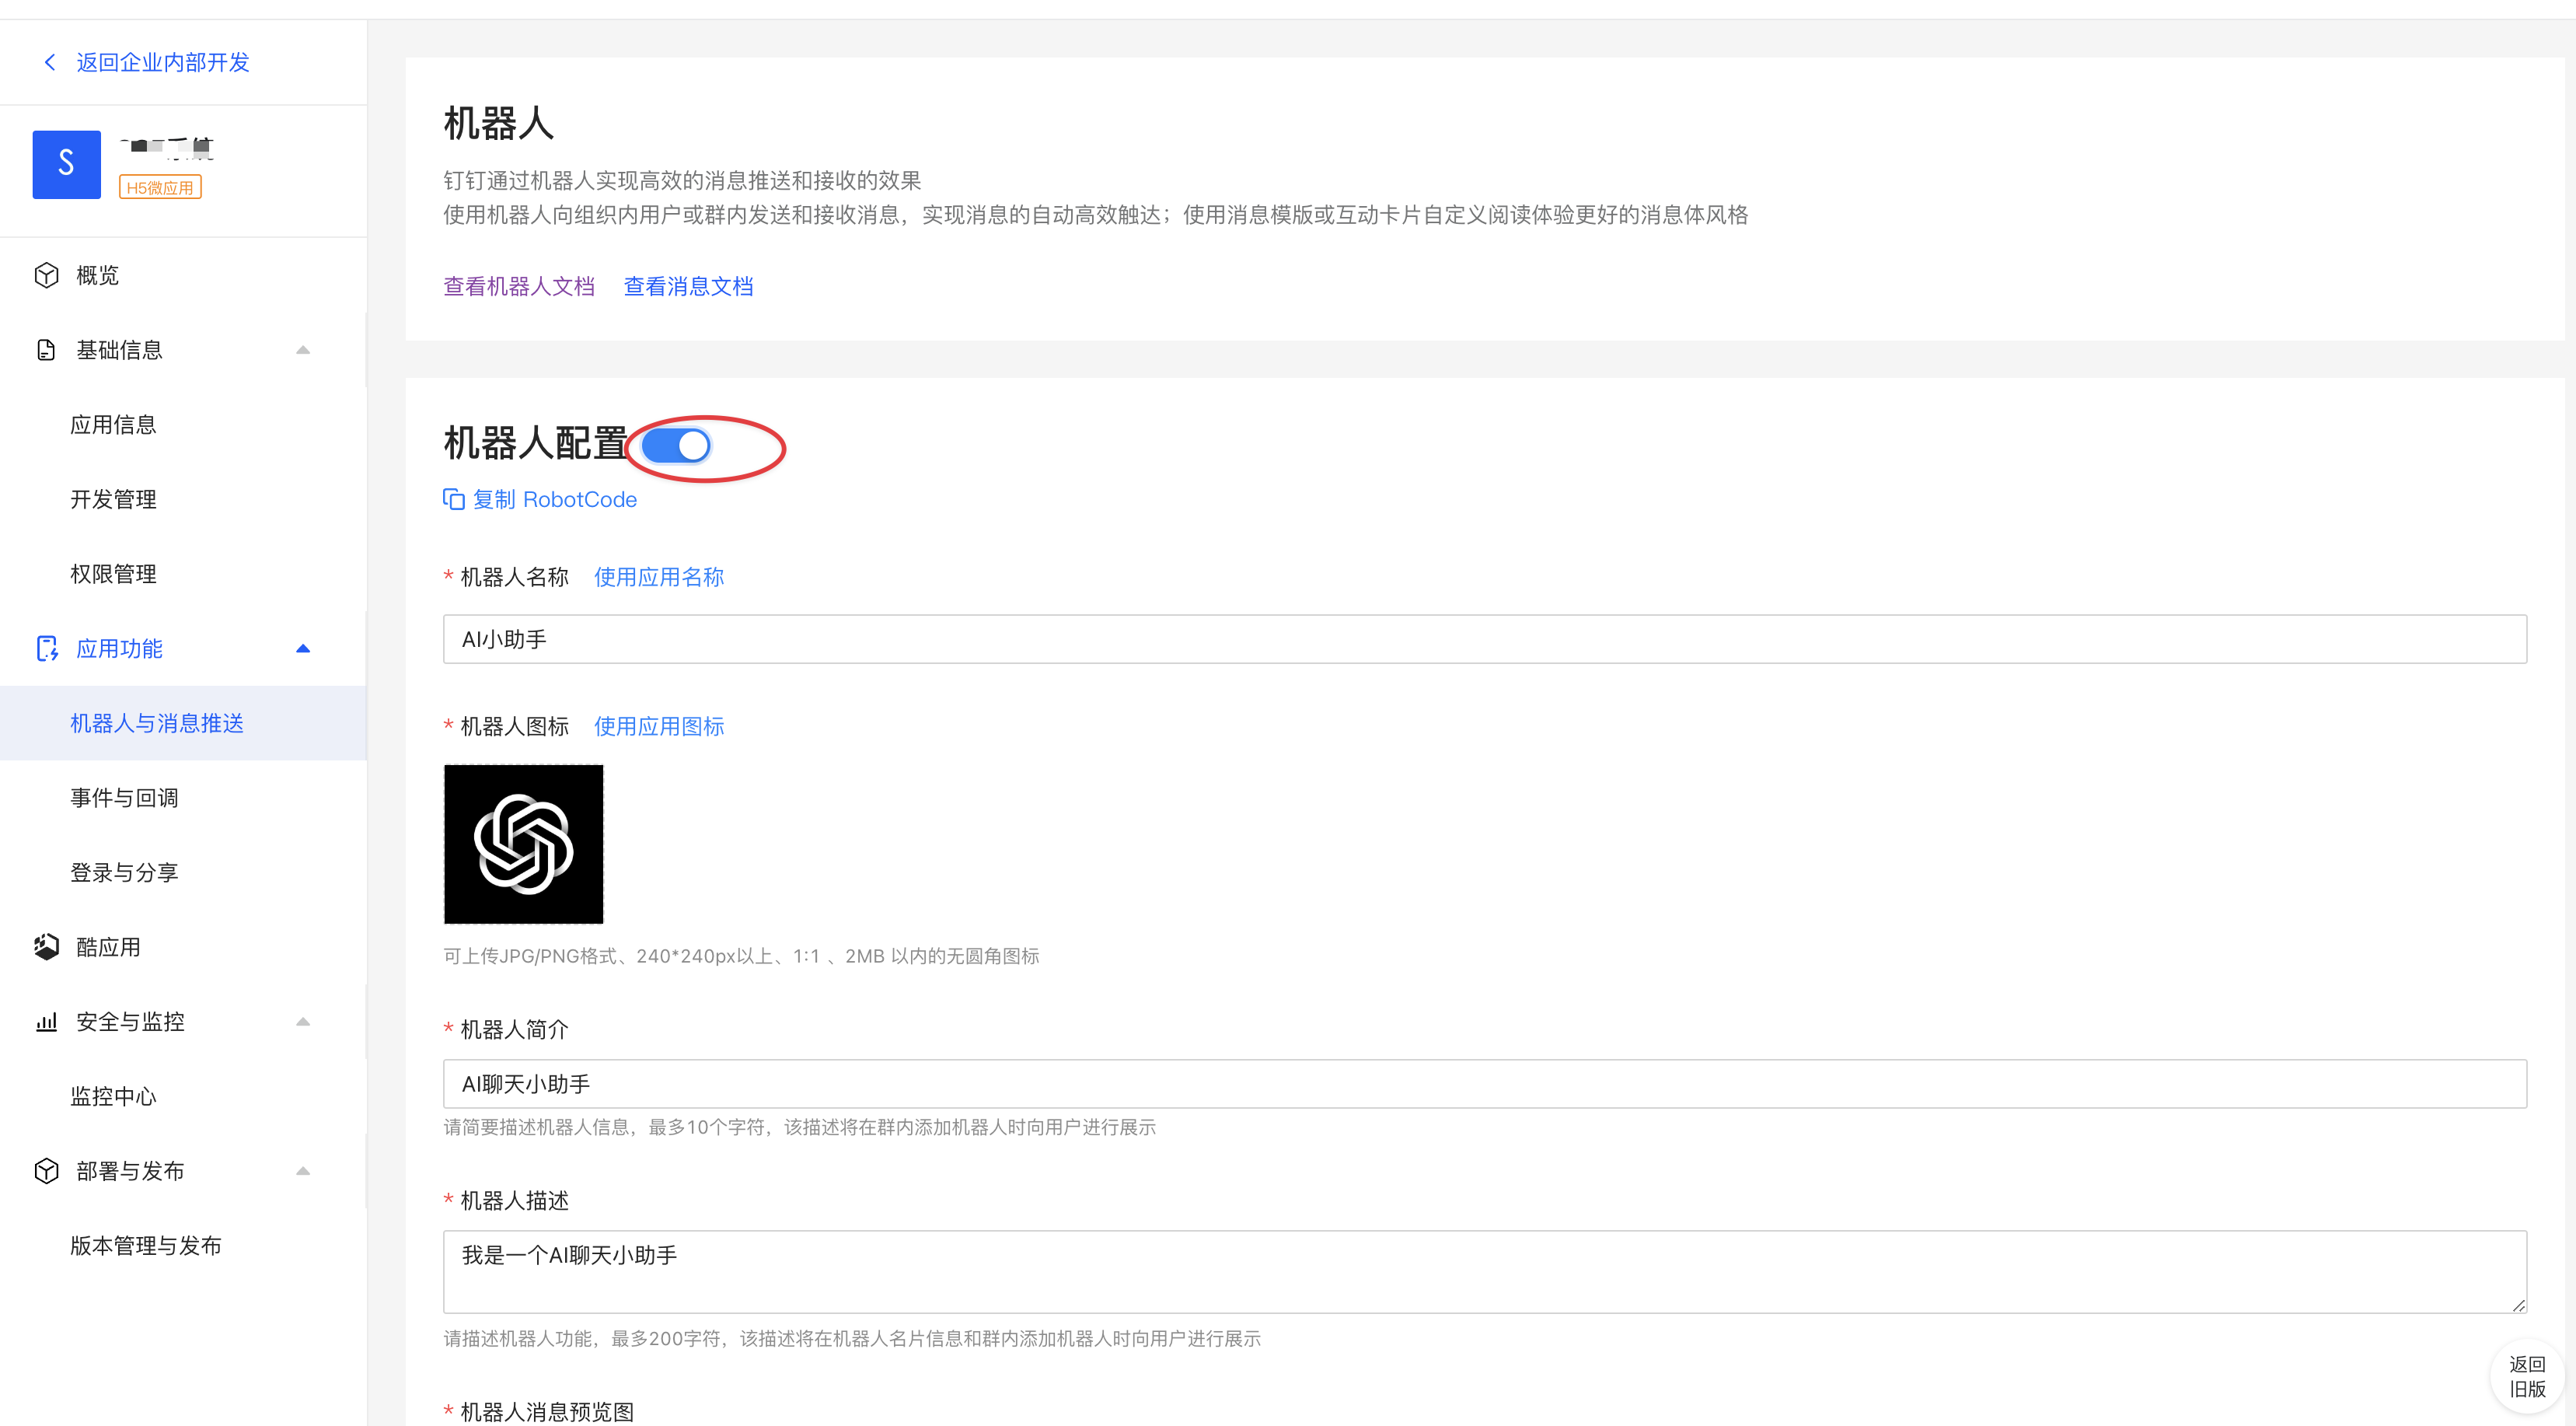 返回企业内部开发
S
系统
H5微应用
概览
基础信息
应用信息
开发管理
权限管理
应用功能
机器人与消息推送
事件与回调
登录与分享
酷应用
安全与监控
监控中心
部署与发布
版本管理与发布
机器人
钉钉通过机器人实现高效的消息推送和接收的效果
使用机器人向组织内用户或群内发送和接收消息，实现消息的自动高效触达；使用消息模版或互动卡片自定义阅读体验更好的消息体风格
查看机器人文档 查看消息文档
机器人配置
复制 RobotCode
* 机器人名称 使用应用名称
AI小助手
* 机器人图标 使用应用图标
可上传JPG/PNG格式、240*240px以上、1:1 、2MB 以内的无圆角图标
* 机器人简介
AI聊天小助手
请简要描述机器人信息，最多10个字符，该描述将在群内添加机器人时向用户进行展示
* 机器人描述
我是一个AI聊天小助手
请描述机器人功能，最多200字符，该描述将在机器人名片信息和群内添加机器人时向用户进行展示
* 机器人消息预览图
返回
旧版